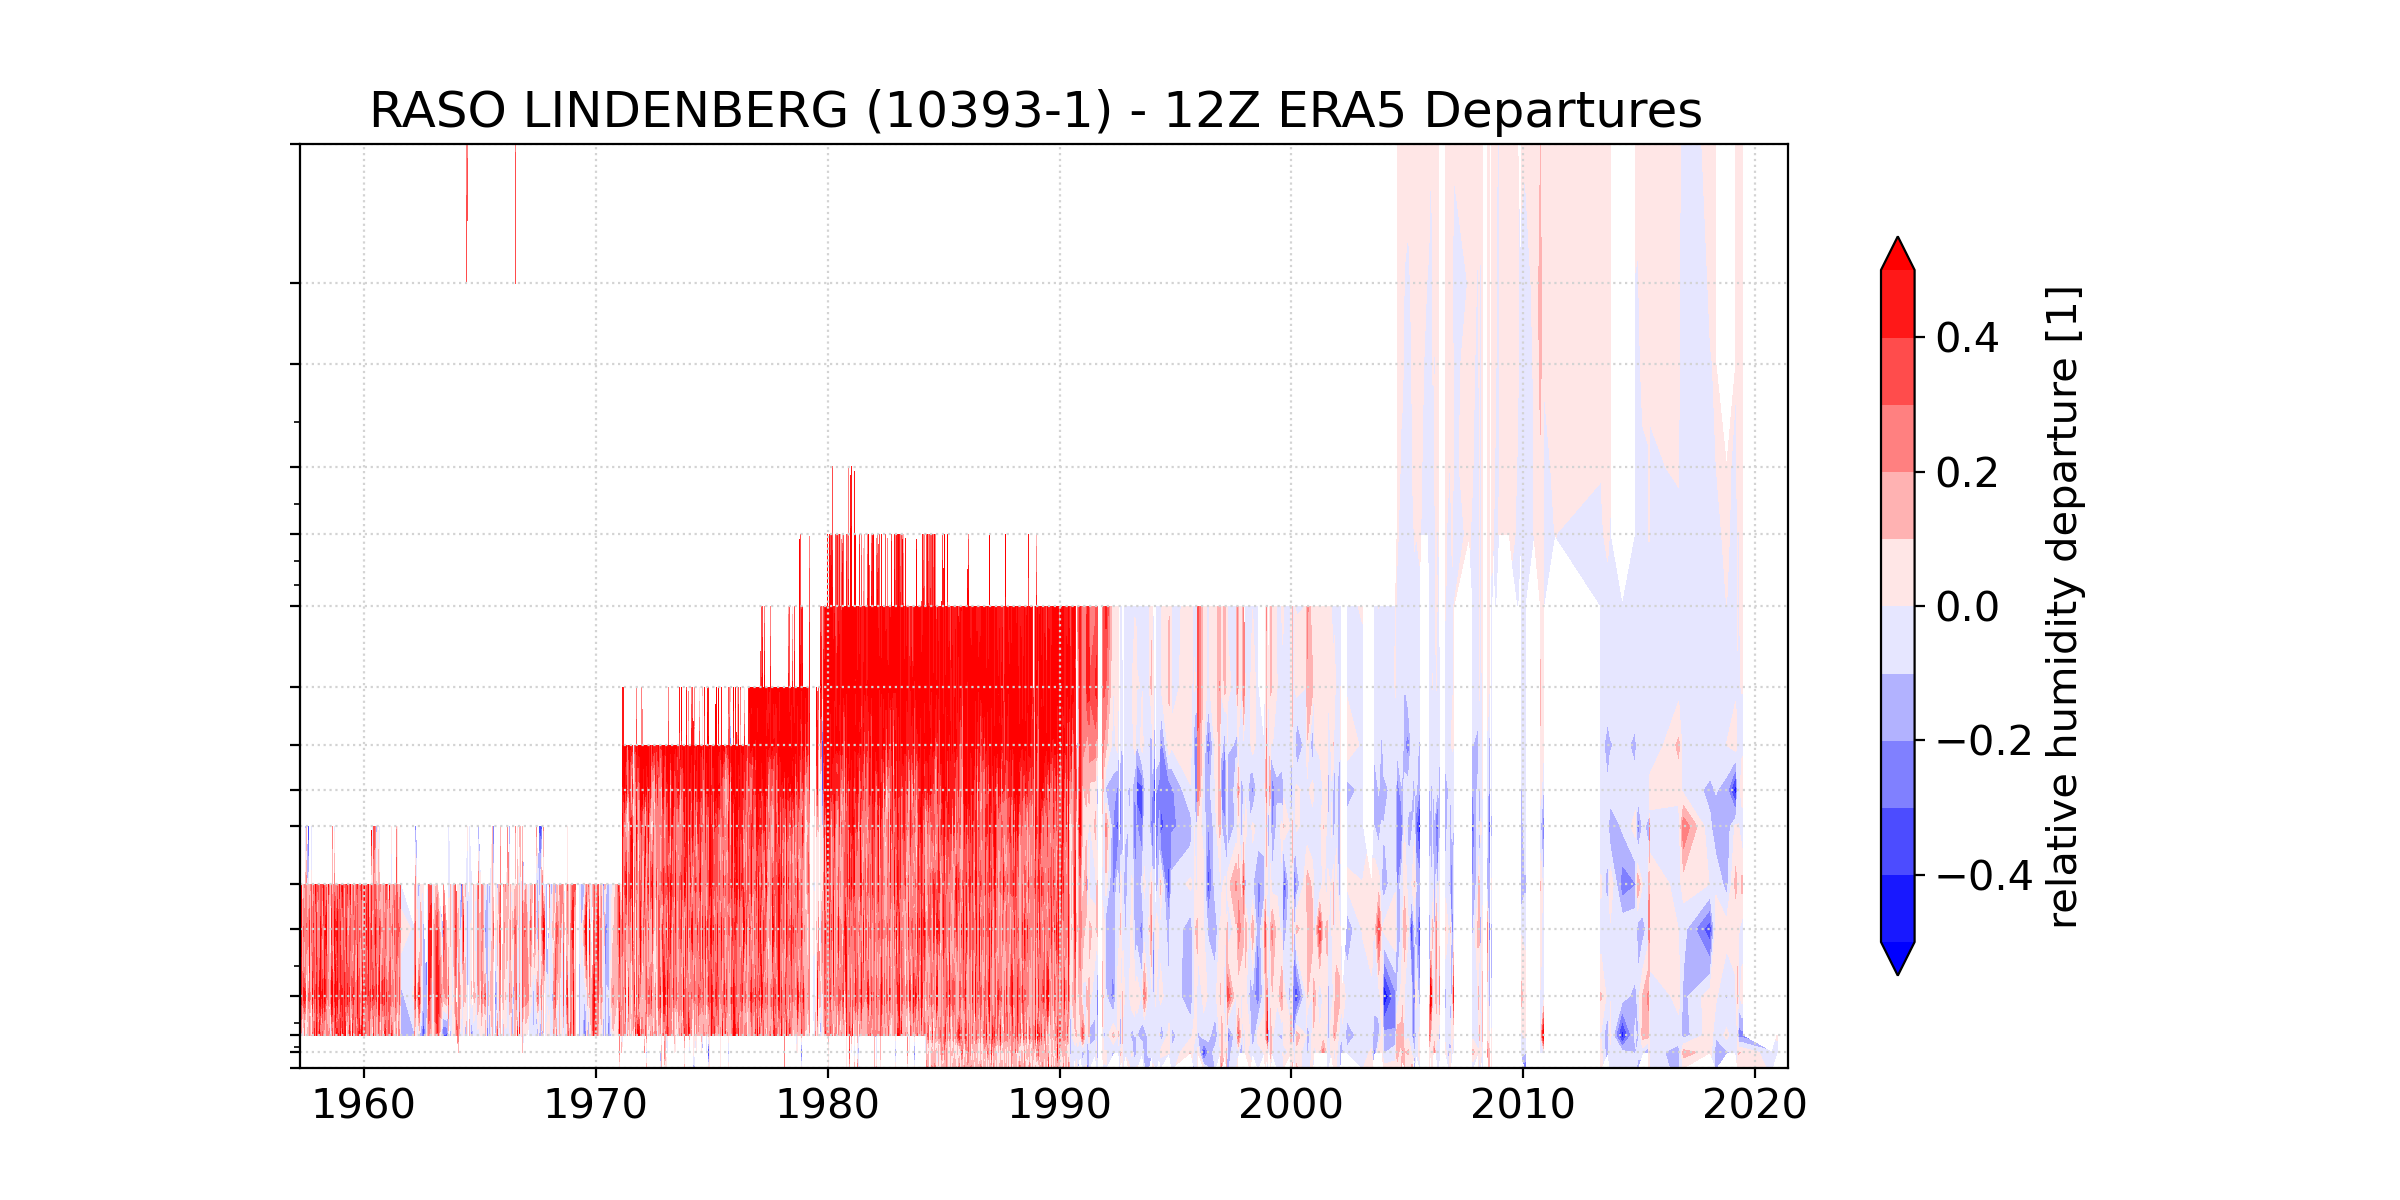 RASO LINDENBERG (10393-1) - 12Z ERA5 Departures
0.4
0.2
0.0
−0.2
−0.4
relative humidity departure [1]
1960 1970 1980 1990 2000 2010 2020